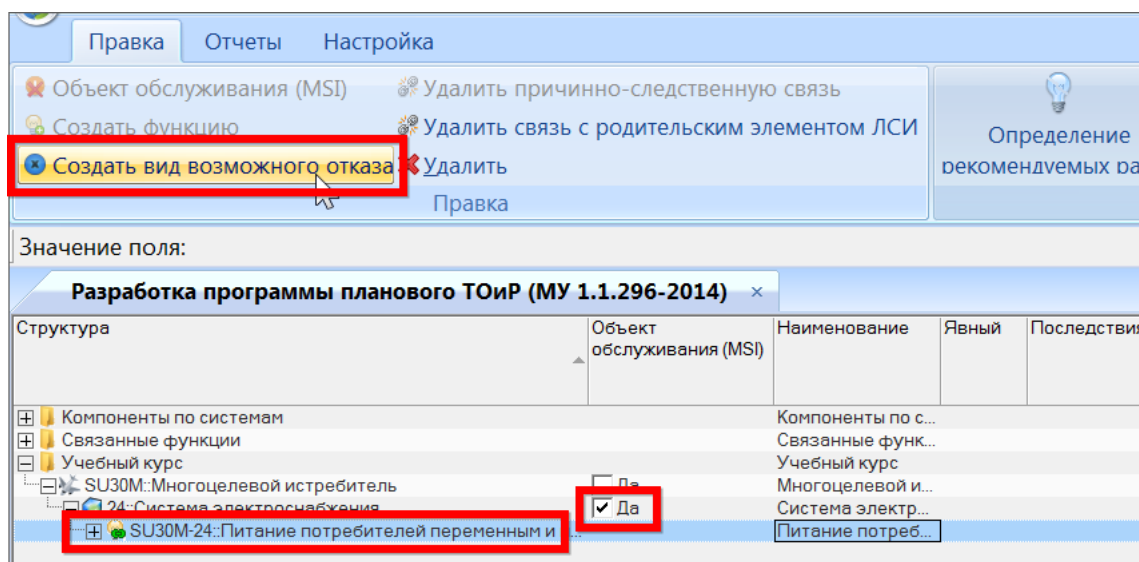 Правка Отчеты Настройка
Объект обслуживания (MSI) Удалить причинно-следственную связь
Создать функцию Удалить связь с родительским элементом ЛСИ
Определение
Создать вид возможного отказа Удалить
рекомендуемых ра
Правка
Значение поля:
Разработка программы планового ТОиР (МУ 1.1.296-2014) ×
Структура Объект Наименование Явный Последствия
обслуживания (MSI)
Компоненты по системам Компоненты по с...
Связанные функции Связанные функ...
Учебный курс Учебный курс
SU30M::Многоцелевой истребитель Да Многоцелевой и...
24::Система электроснабжения Да Система электр...
SU30M-24::Питание потребителей переменным и ... Питание потреб...